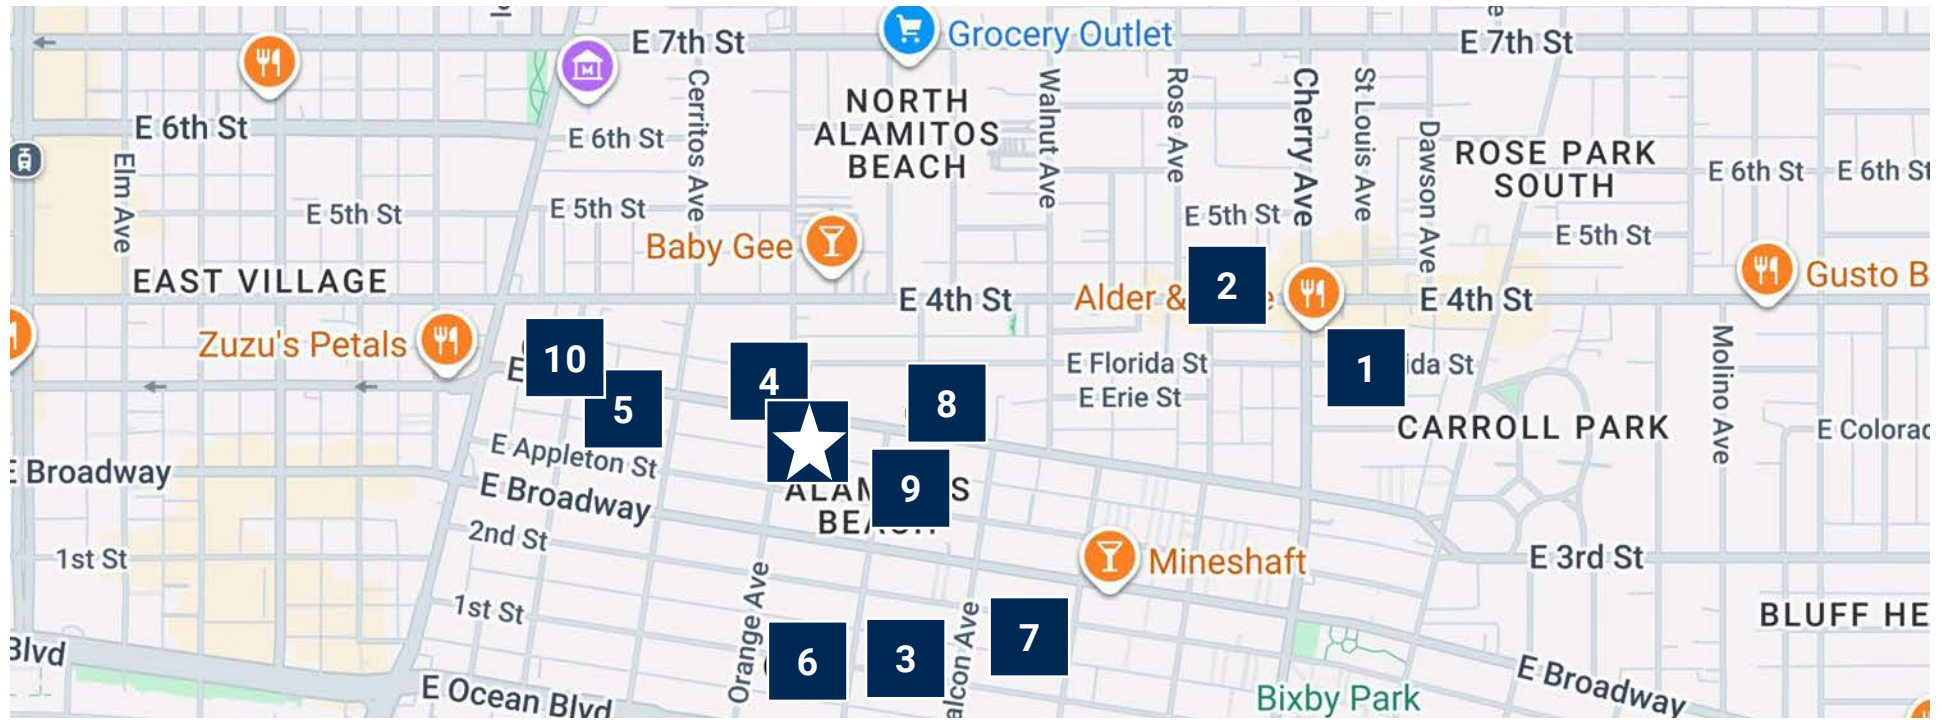 E 7th St
Grocery Outlet
E 7th St
Cerritos Ave
NORTH
ALAMITOS
BEACH
Walnut Ave
Rose Ave
Cherry Ave
St Louis Ave
Dawson Ave
E 6th St
E 6th St
ROSE PARK
SOUTH
E 6th St
E 6th St
Elm Ave
E 5th St
E 5th St
E 5th St
E 5th St
Baby Gee
EAST VILLAGE
2
Gusto B
E 4th St
Alder &
E 4th St
Zuzu's Petals
10
E
4
E Florida St
1
ida St
Molino Ave
5
8
E Erie St
CARROLL PARK
E Appleton St
E Broadway
E Broadway
9
E Colorad
BEACH
2nd St
1st St
Mineshaft
E 3rd St
1st St
Orange Ave
alcon Ave
7
BLUFF HE
Blvd
6
3
E Ocean Blvd
Bixby Park
E Broadway